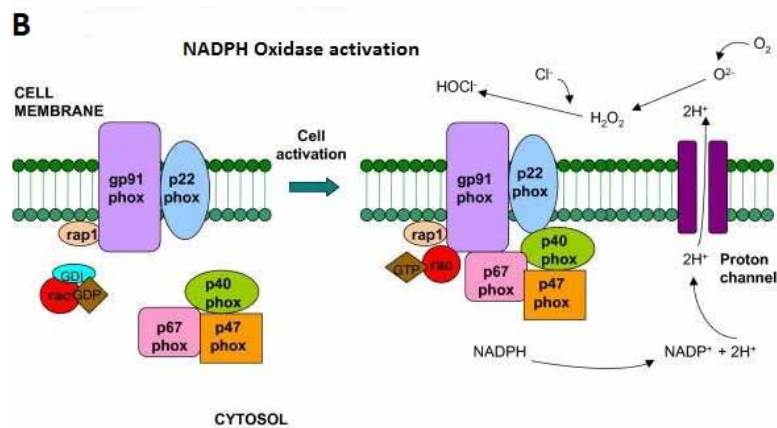 B
NADPH Oxidase activation
CELL
MEMBRANE
gp91
phox
p22
phox
rap1
GDi
rac
GDP
p40
phox
p67
phox
p47
phox
CYTOSOL
Cell
activation
HOCl⁻
Cl⁻
H₂O₂
O²⁻
O₂
2H⁺
gp91
phox
p22
phox
rap1
GTP
rac
p67
phox
p40
phox
p47
phox
2H⁺
Proton
channel
NADPH
NADP⁺ + 2H⁺